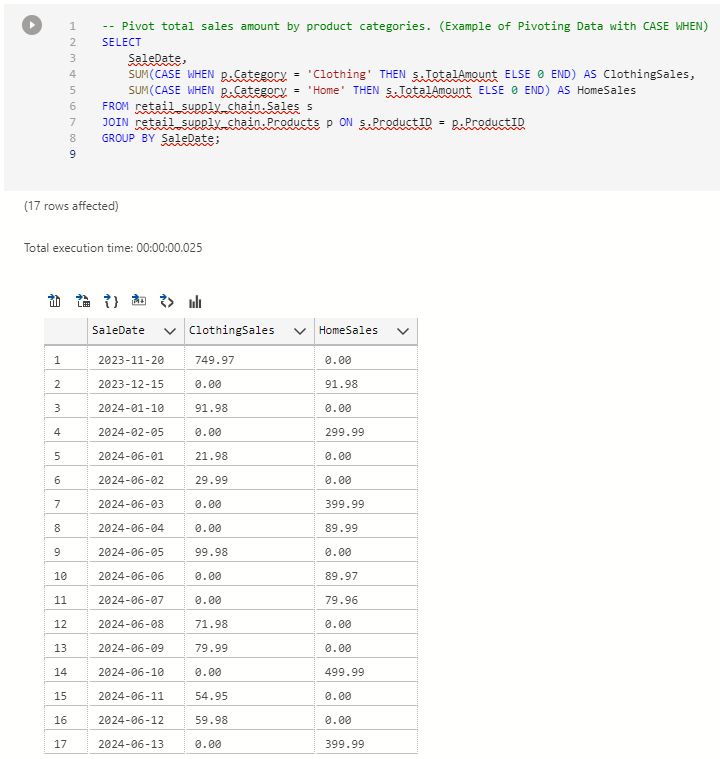 1 -- Pivot total sales amount by product categories. (Example of Pivoting Data with CASE WHEN)
2 SELECT
3 SaleDate,
4 SUM(CASE WHEN p.Category = 'Clothing' THEN s.TotalAmount ELSE 0 END) AS ClothingSales,
5 SUM(CASE WHEN p.Category = 'Home' THEN s.TotalAmount ELSE 0 END) AS HomeSales
6 FROM retail_supply_chain.Sales s
7 JOIN retail_supply_chain.Products p ON s.ProductID = p.ProductID
8 GROUP BY SaleDate;
9
(17 rows affected)
Total execution time: 00:00:00.025
SaleDate ClothingSales HomeSales
1 2023-11-20 749.97 0.00
2 2023-12-15 0.00 91.98
3 2024-01-10 91.98 0.00
4 2024-02-05 0.00 299.99
5 2024-06-01 21.98 0.00
6 2024-06-02 29.99 0.00
7 2024-06-03 0.00 399.99
8 2024-06-04 0.00 89.99
9 2024-06-05 99.98 0.00
10 2024-06-06 0.00 89.97
11 2024-06-07 0.00 79.96
12 2024-06-08 71.98 0.00
13 2024-06-09 79.99 0.00
14 2024-06-10 0.00 499.99
15 2024-06-11 54.95 0.00
16 2024-06-12 59.98 0.00
17 2024-06-13 0.00 399.99